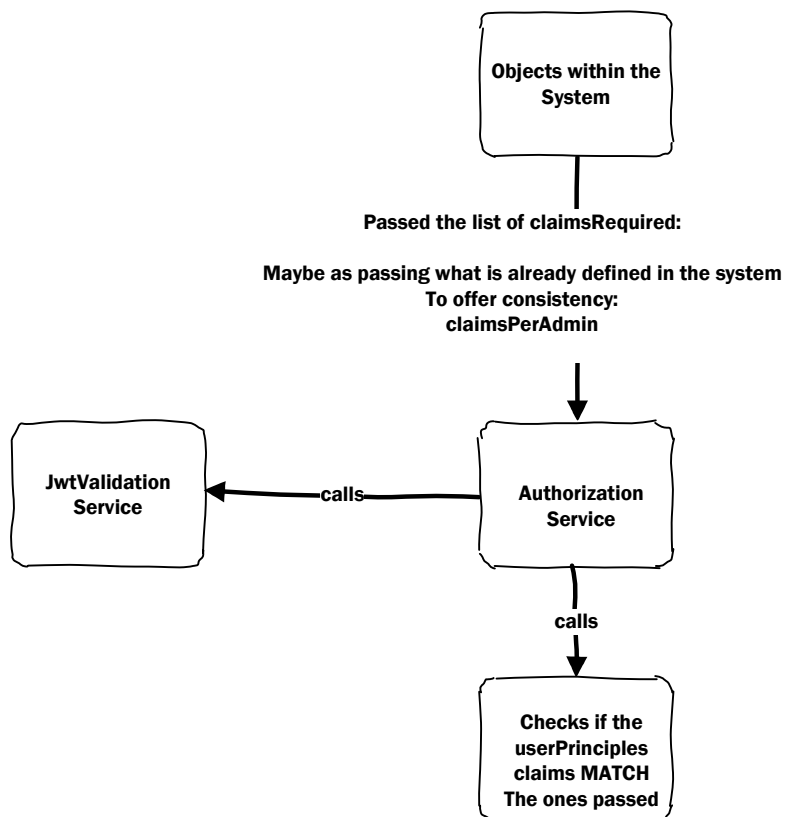 Objects within the
System
Passed the list of claimsRequired:
Maybe as passing what is already defined in the system
To offer consistency:
claimsPerAdmin
JwtValidation
Service
calls
Authorization
Service
calls
Checks if the
userPrinciples
claims MATCH
The ones passed